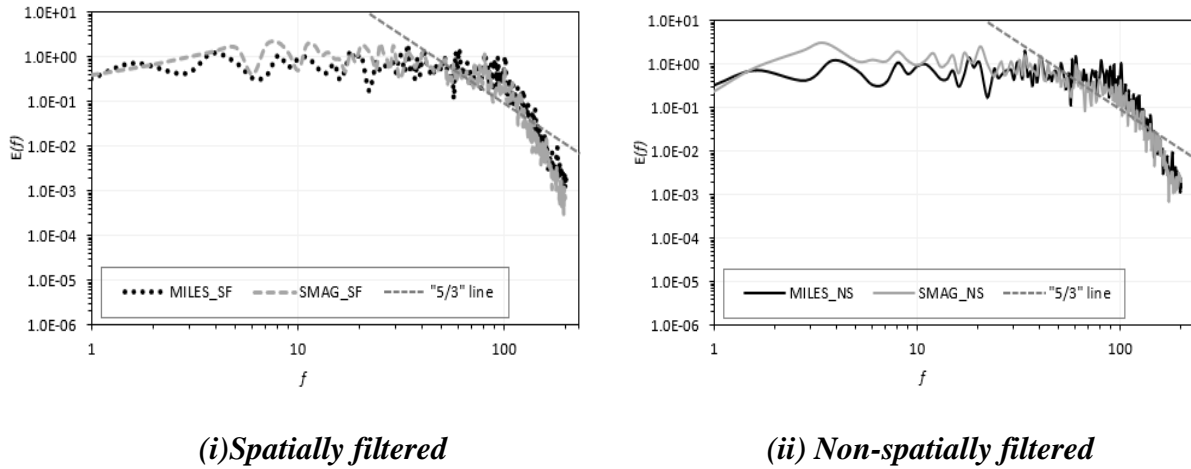 1.0E+01
1.0E+00
1.0E-01
1.0E-02
1.0E-03
1.0E-04
1.0E-05
1.0E-06
E(f)
MILES_SF SMAG_SF "5/3" line
1 10 100
f
(i)Spatially filtered
1.0E+01
1.0E+00
1.0E-01
1.0E-02
1.0E-03
1.0E-04
1.0E-05
1.0E-06
E(f)
MILES_NS SMAG_NS "5/3" line
1 10 100
f
(ii) Non-spatially filtered